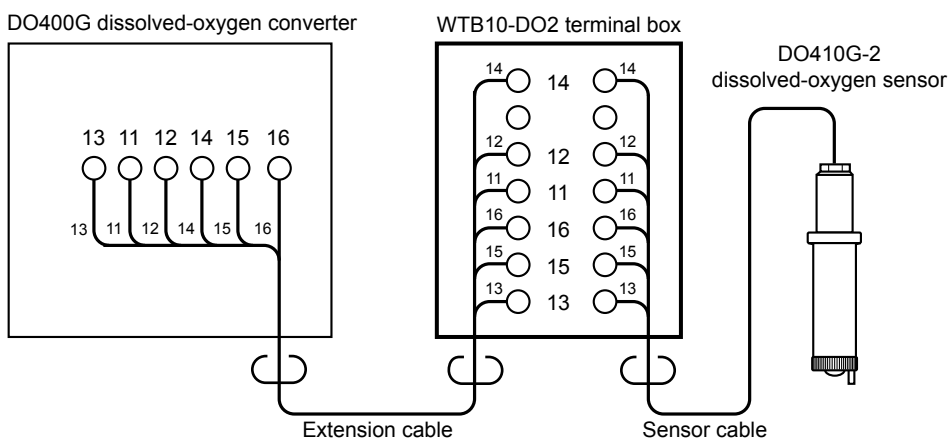 DO400G dissolved-oxygen converter
13 11 12 14 15 16
13 11 12 14 15 16
WTB10-DO2 terminal box
14 14 14
12 12 12
11 11 11
16 16 16
15 15 15
13 13 13
DO410G-2
dissolved-oxygen sensor
Extension cable
Sensor cable